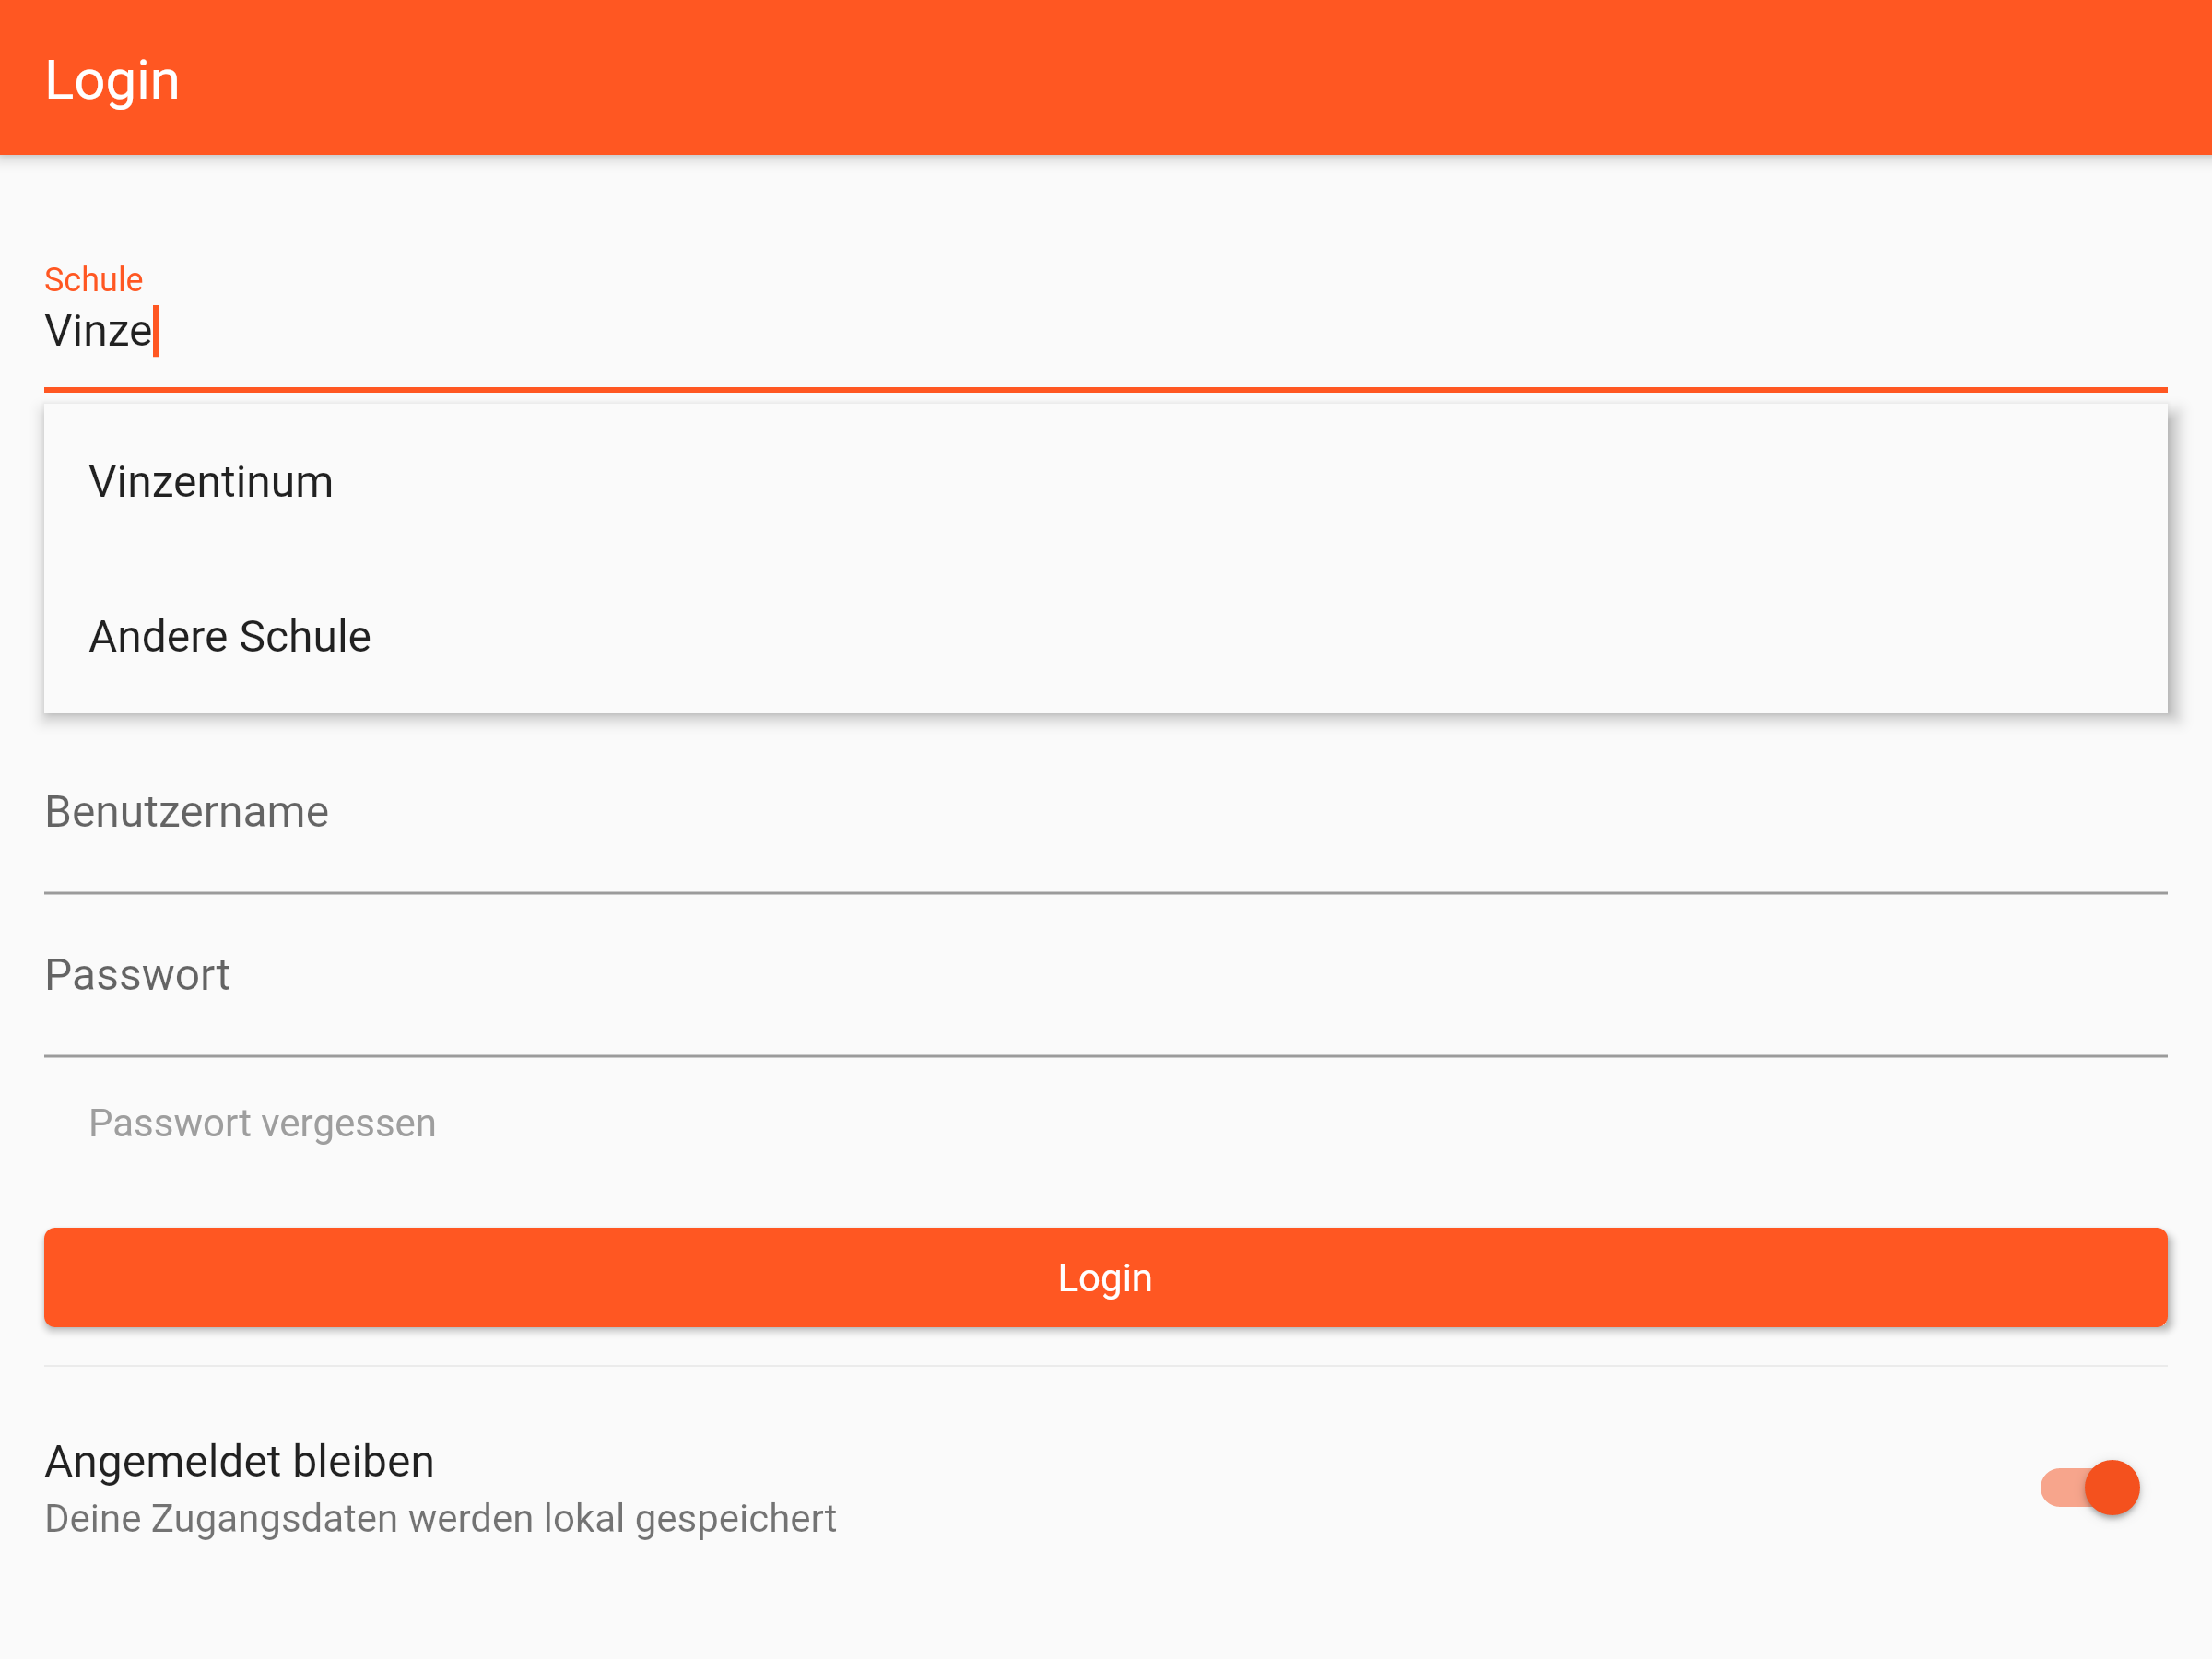 Login
Schule
Vinze
Vinzentinum
Andere Schule
Benutzername
Passwort
Passwort vergessen
Login
Angemeldet bleiben
Deine Zugangsdaten werden lokal gespeichert